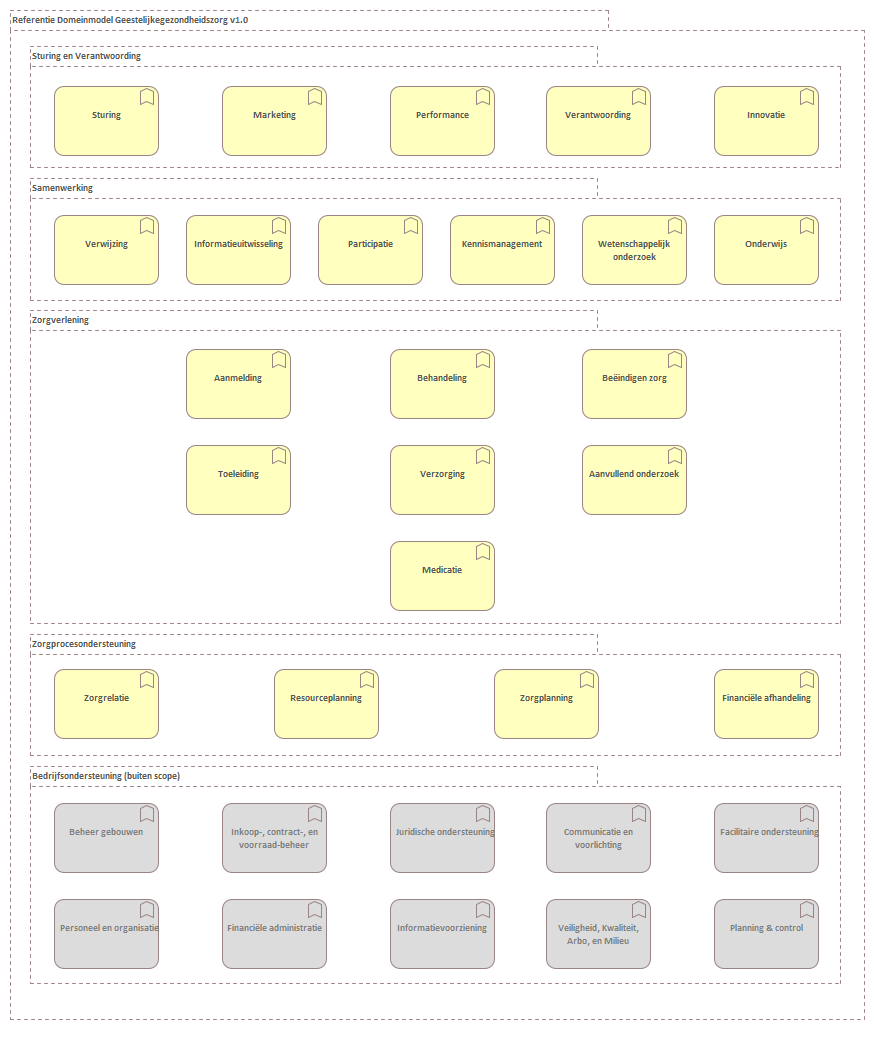 Referentie Domeinmodel Geestelijkegezondheidszorg v1.0
Sturing en Verantwoording
Sturing
Marketing
Performance
Verantwoording
Innovatie
Samenwerking
Verwijzing
Informatieuitwisseling
Participatie
Kennismanagement
Wetenschappelijk
onderzoek
Onderwijs
Zorgverlening
Aanmelding
Behandeling
Beëindigen zorg
Toeleiding
Verzorging
Aanvullend onderzoek
Medicatie
Zorgprocesondersteuning
Zorgrelatie
Resourceplanning
Zorgplanning
Financiële afhandeling
Bedrijfsondersteuning (buiten scope)
Beheer gebouwen
Inkoop-, contract-, en
voorraad-beheer
Juridische ondersteuning
Communicatie en
voorlichting
Facilitaire ondersteuning
Personeel en organisatie
Financiële administratie
Informatievoorziening
Veiligheid, Kwaliteit,
Arbo, en Milieu
Planning & control